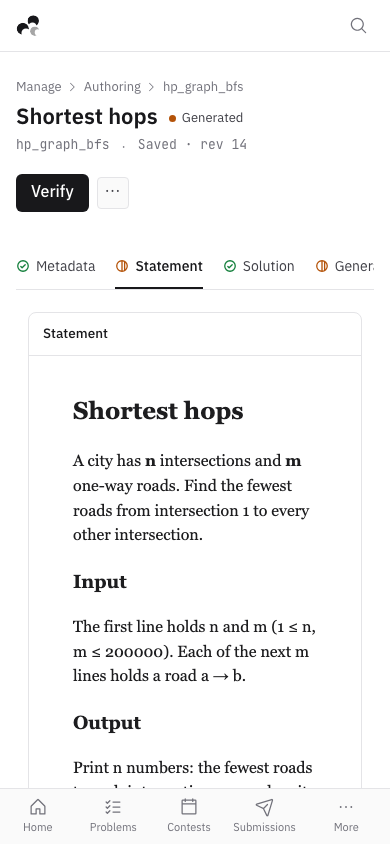 Manage > Authoring > hp_graph_bfs
Shortest hops
Generated
hp_graph_bfs · Saved · rev 14
Verify
...
Metadata
Statement
Solution
Statement
Shortest hops
A city has n intersections and m
one-way roads. Find the fewest
roads from intersection 1 to every
other intersection.
Input
The first line holds n and m (1 ≤ n,
m ≤ 200000). Each of the next m
lines holds a road a → b.
Output
Print n numbers: the fewest roads
Home
Problems
Contests
Submissions
More